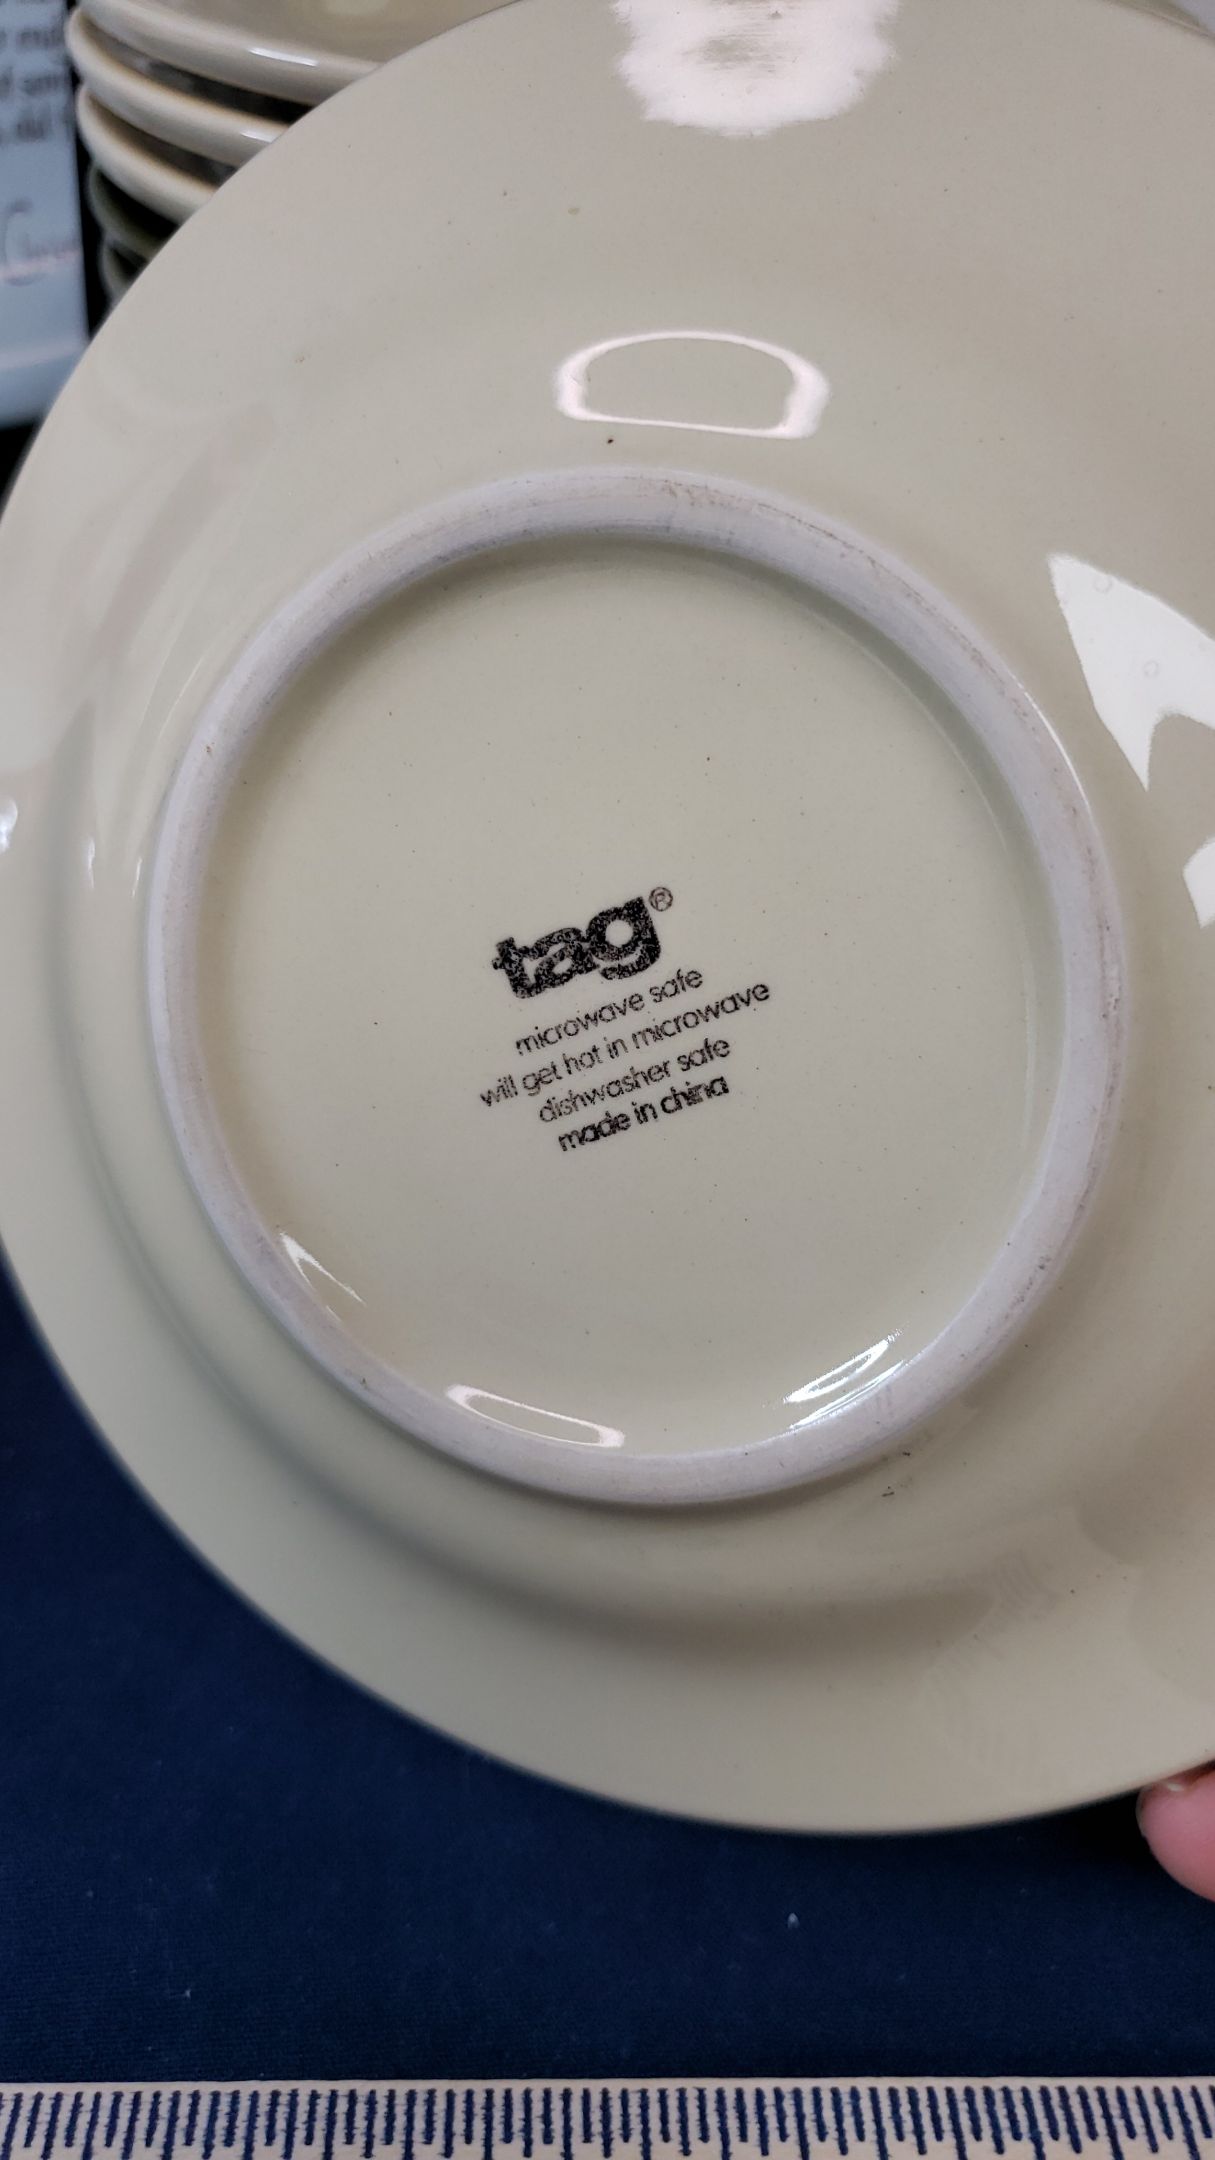 tag®
microwave safe
will get hot in microwave
dishwasher safe
made in china